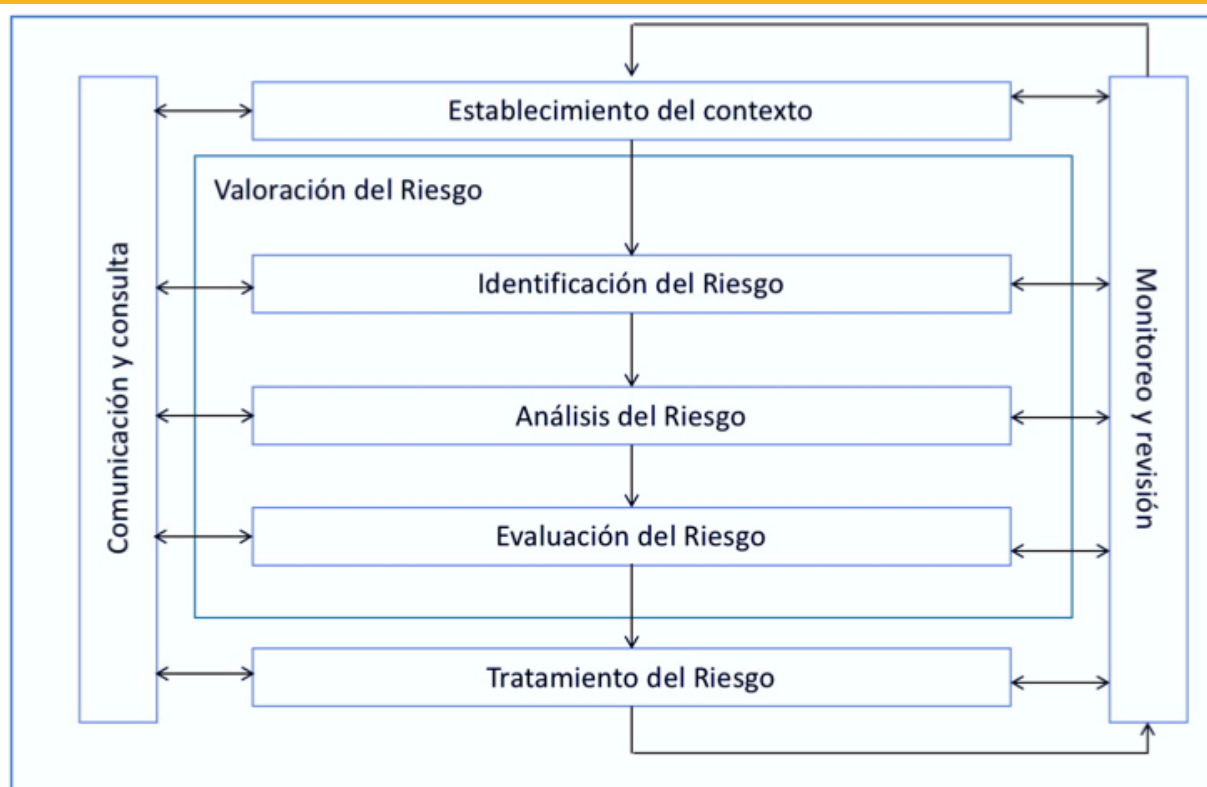 Establecimiento del contexto
Valoración del Riesgo
Identificación del Riesgo
Análisis del Riesgo
Evaluación del Riesgo
Tratamiento del Riesgo
Comunicación y consulta
Monitoreo y revisión